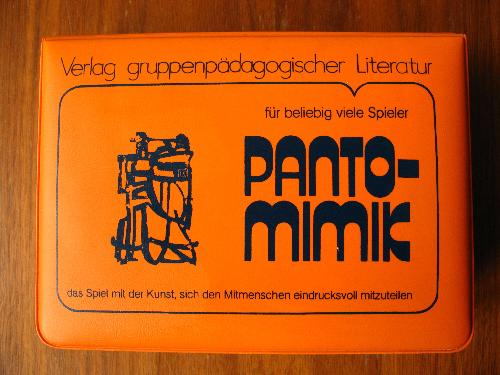 Verlag gruppenpädagogischer Literatur
für beliebig viele Spieler
PANTO-
MIMIK
das Spiel mit der Kunst, sich den Mitmenschen eindrucksvoll mitzuteilen